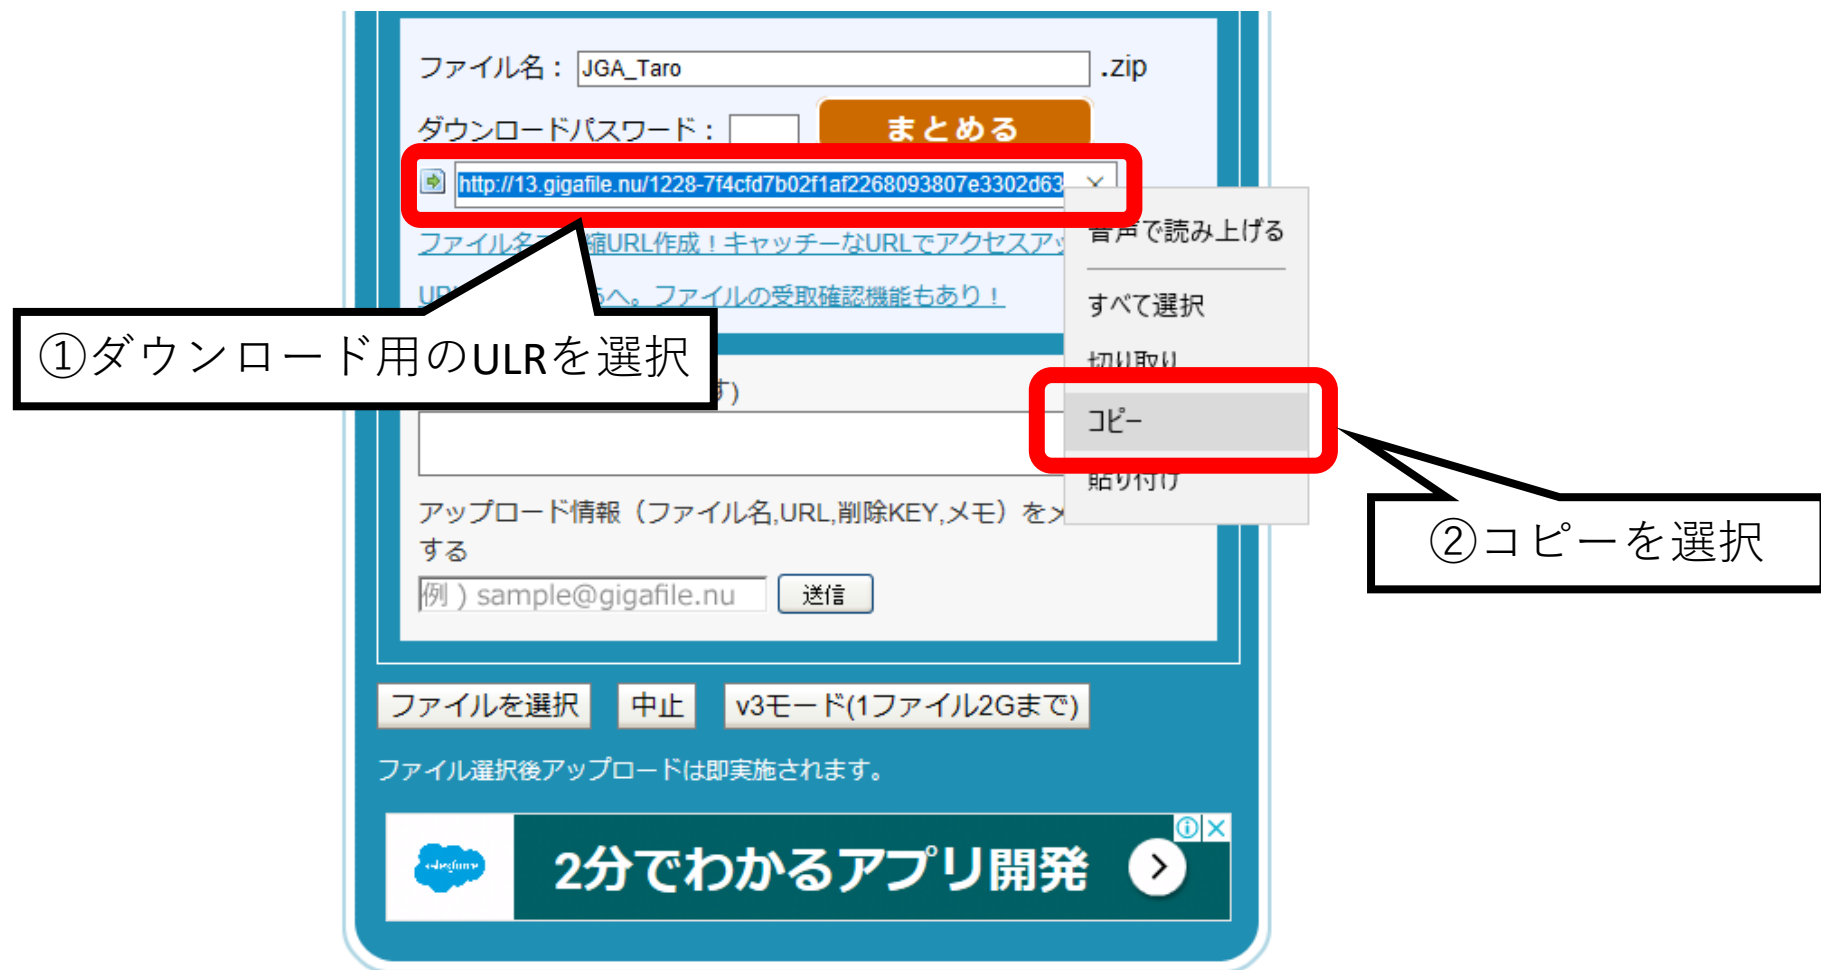 ファイル名： JGA_Taro .zip
ダウンロードパスワード： まとめる
http://13.gigafile.nu/1228-7f4cfd7b02f1af2268093807e3302d63
音声で読み上げる
縮URL作成！キャッチーなURLでアクセスアッ
へ。ファイルの受取確認機能もあり！
すべて選択
①ダウンロード用のULRを選択
切り取り
す)
コピー
貼り付け
アップロード情報（ファイル名,URL,削除KEY,メモ）をメ
する
②コピーを選択
例 ) sample@gigafile.nu 送信
ファイルを選択 中止 v3モード(1ファイル2Gまで)
ファイル選択後アップロードは即実施されます。
salesforce 2分でわかるアプリ開発